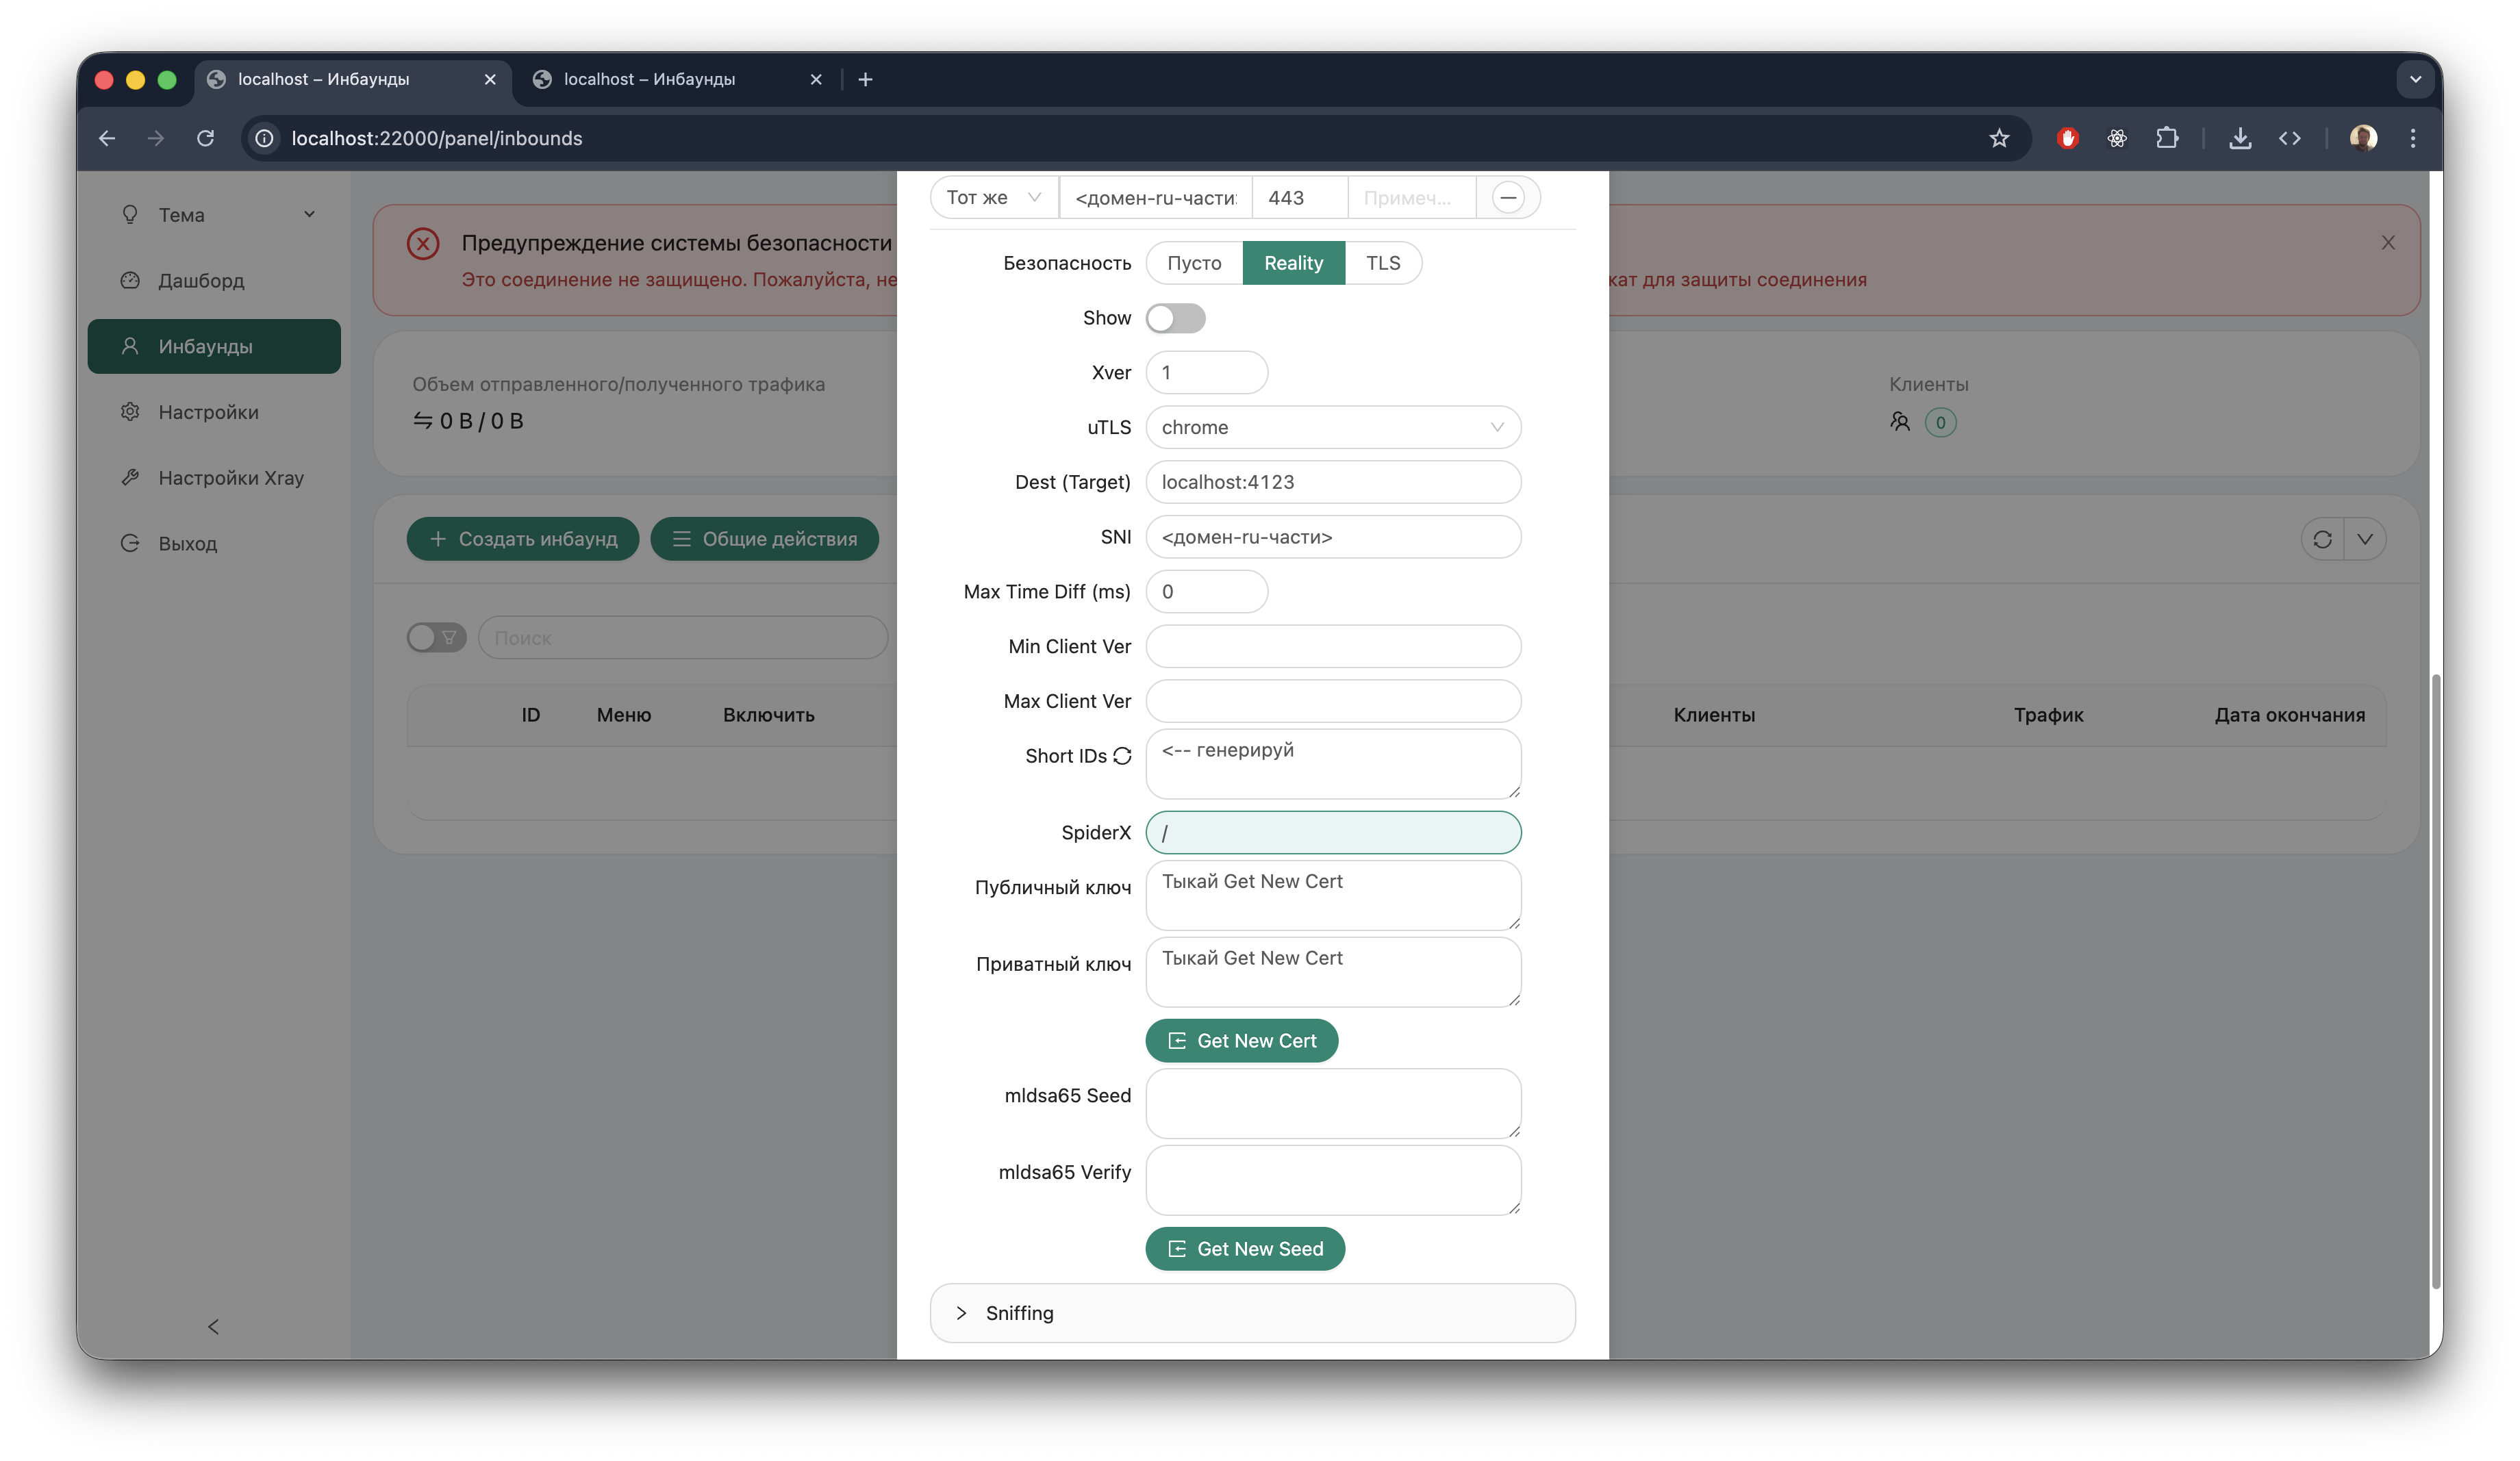 localhost – Инбаунды
localhost – Инбаунды
localhost:22000/panel/inbounds
Тема
Дашборд
Инбаунды
Настройки
Настройки Xray
Выход
Предупреждение системы безопасности
Это соединение не защищено. Пожалуйста, не
кат для защиты соединения
Объем отправленного/полученного трафика
0 B / 0 B
Клиенты
0
Создать инбаунд
Общие действия
Поиск
ID Меню Включить Клиенты Трафик Дата окончания
Тот же <домен-ru-части 443 Примеч...
Безопасность Пусто Reality TLS
Show
Xver 1
uTLS chrome
Dest (Target) localhost:4123
SNI <домен-ru-части>
Max Time Diff (ms) 0
Min Client Ver
Max Client Ver
Short IDs <-- генерируй
SpiderX /
Публичный ключ Тыкай Get New Cert
Приватный ключ Тыкай Get New Cert
Get New Cert
mldsa65 Seed
mldsa65 Verify
Get New Seed
Sniffing